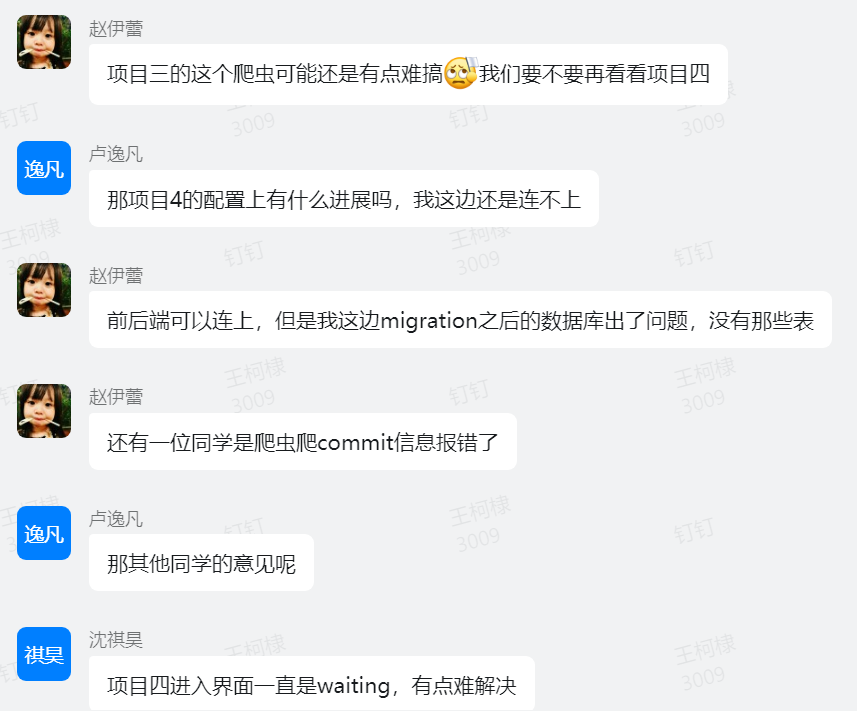 赵伊蕾
项目三的这个爬虫可能还是有点难搞我们要不要再看看项目四
钉钉
3009
钉钉
3009
逸凡
卢逸凡
那项目4的配置上有什么进展吗，我这边还是连不上
王柯棣
3009
钉钉
王柯棣
3009
钉钉
赵伊蕾
前后端可以连上，但是我这边migration之后的数据库出了问题，没有那些表
王柯棣
3009
钉钉
王柯棣
3009
赵伊蕾
还有一位同学是爬虫爬commit信息报错了
逸凡
卢逸凡
钉钉
王柯棣
3009
钉钉
那其他同学的意见呢
祺昊
沈祺昊
王柯棣
王柯棣
3009
项目四进入界面一直是waiting，有点难解决